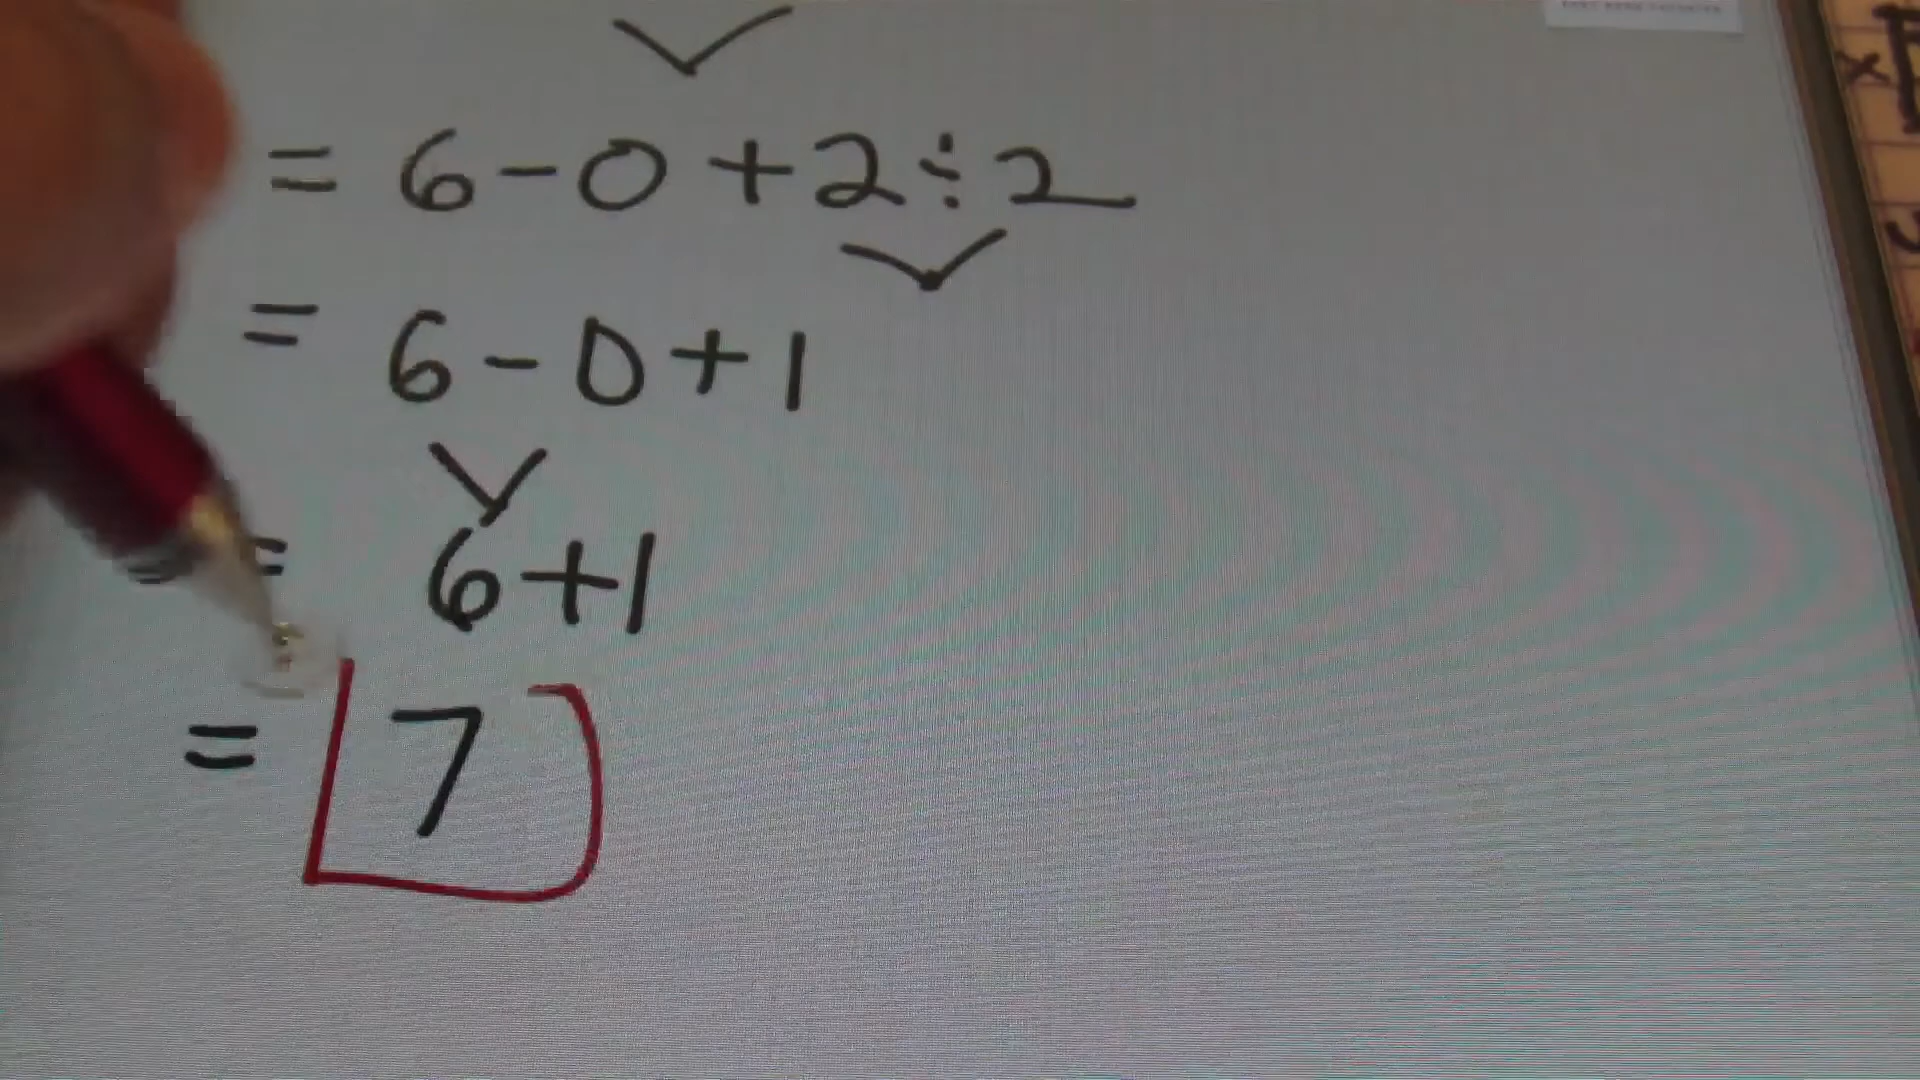 = 6 - 0 + 2 ÷ 2
= 6 - 0 + 1
= 6 + 1
= 7